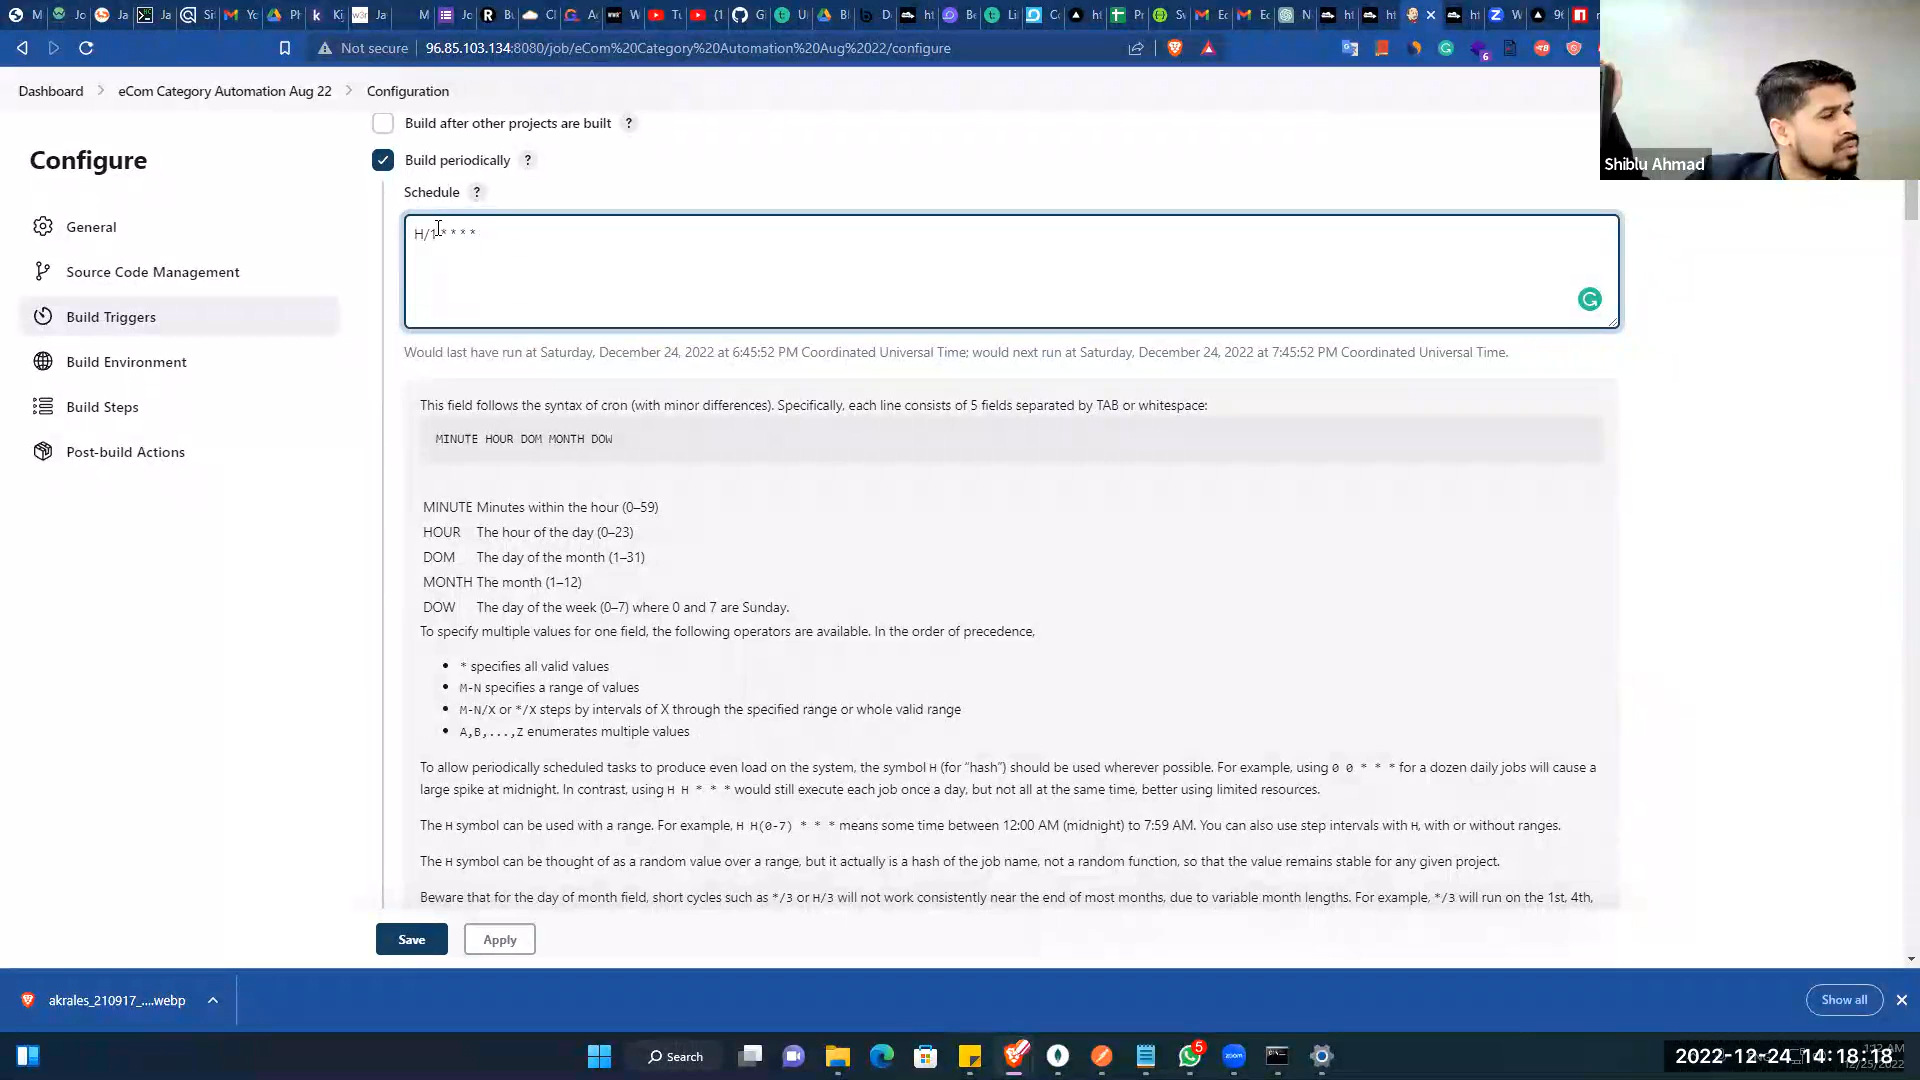 Not secure 96.85.103.134:8080/job/eCom%20Category%20Automation%20Aug%2022/configure
Shiblu Ahmad
Dashboard > eCom Category Automation Aug 22 > Configuration
Configure
General
Source Code Management
Build Triggers
Build Environment
Build Steps
Post-build Actions
Build after other projects are built ?
Build periodically ?
Schedule ?
H/1 * * * *
Would last have run at Saturday, December 24, 2022 at 6:45:52 PM Coordinated Universal Time; would next run at Saturday, December 24, 2022 at 7:45:52 PM Coordinated Universal Time.
This field follows the syntax of cron (with minor differences). Specifically, each line consists of 5 fields separated by TAB or whitespace:
MINUTE HOUR DOM MONTH DOW
MINUTE Minutes within the hour (0–59)
HOUR The hour of the day (0–23)
DOM The day of the month (1–31)
MONTH The month (1–12)
DOW The day of the week (0–7) where 0 and 7 are Sunday.
To specify multiple values for one field, the following operators are available. In the order of precedence,
• * specifies all valid values
• M-N specifies a range of values
• M-N/X or */X steps by intervals of X through the specified range or whole valid range
• A,B,...,Z enumerates multiple values
To allow periodically scheduled tasks to produce even load on the system, the symbol H (for “hash”) should be used wherever possible. For example, using 0 0 * * * for a dozen daily jobs will cause a
large spike at midnight. In contrast, using H H * * * would still execute each job once a day, but not all at the same time, better using limited resources.
The H symbol can be used with a range. For example, H H(0-7) * * * means some time between 12:00 AM (midnight) to 7:59 AM. You can also use step intervals with H, with or without ranges.
The H symbol can be thought of as a random value over a range, but it actually is a hash of the job name, not a random function, so that the value remains stable for any given project.
Beware that for the day of month field, short cycles such as */3 or H/3 will not work consistently near the end of most months, due to variable month lengths. For example, */3 will run on the 1st, 4th,
Save Apply
akrales_210917_....webp
Show all
Search
5
zoom
2022-12-24 14:18:18
12/25/2022